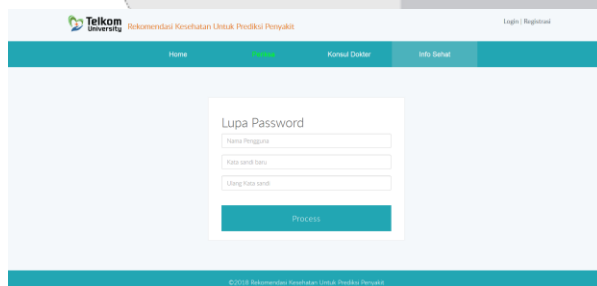 Telkom University
Rekomendasi Kesehatan Untuk Prediksi Penyakit
Login | Registrasi
Home
Konsul Dokter
Info Sehat
Lupa Password
Nama Pengguna
Kata sandi baru
Ulang Kata sandi
Process
©2018 Rekomendasi Kesehatan Untuk Prediksi Penyakit